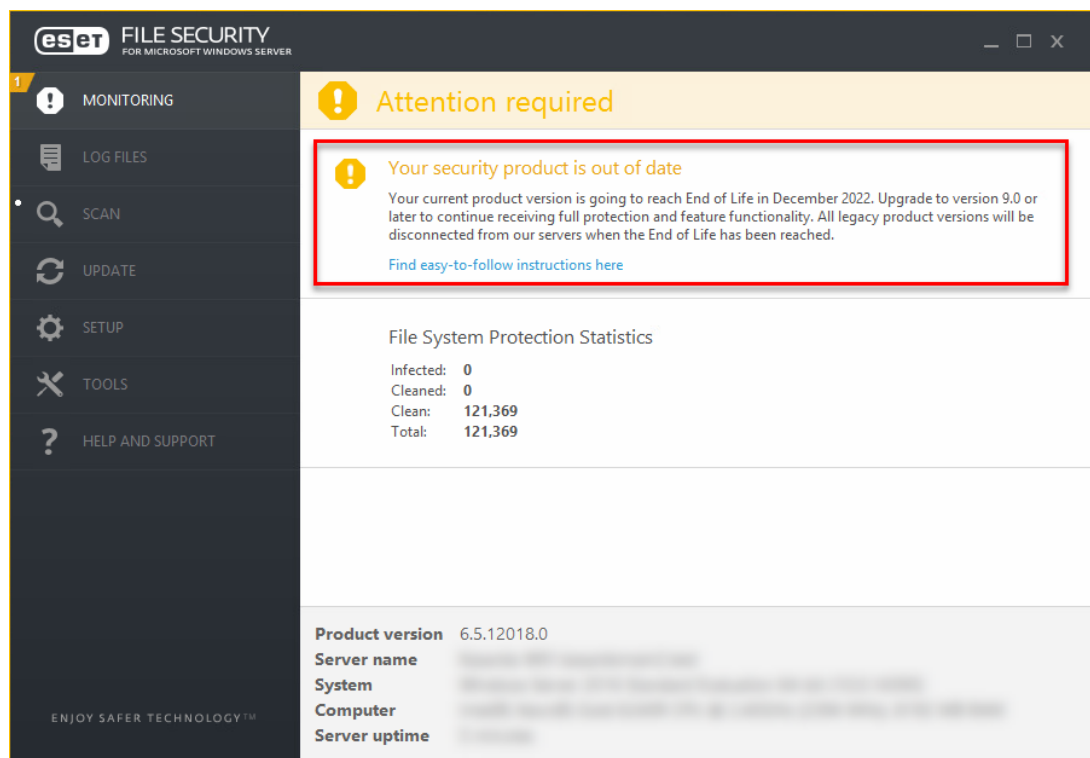 eset FILE SECURITY
FOR MICROSOFT WINDOWS SERVER
1
MONITORING
LOG FILES
SCAN
UPDATE
SETUP
TOOLS
HELP AND SUPPORT
ENJOY SAFER TECHNOLOGY™
Attention required
Your security product is out of date
Your current product version is going to reach End of Life in December 2022. Upgrade to version 9.0 or
later to continue receiving full protection and feature functionality. All legacy product versions will be
disconnected from our servers when the End of Life has been reached.
Find easy-to-follow instructions here
File System Protection Statistics
Infected: 0
Cleaned: 0
Clean: 121,369
Total: 121,369
Product version 6.5.12018.0
Server name
System
Computer
Server uptime